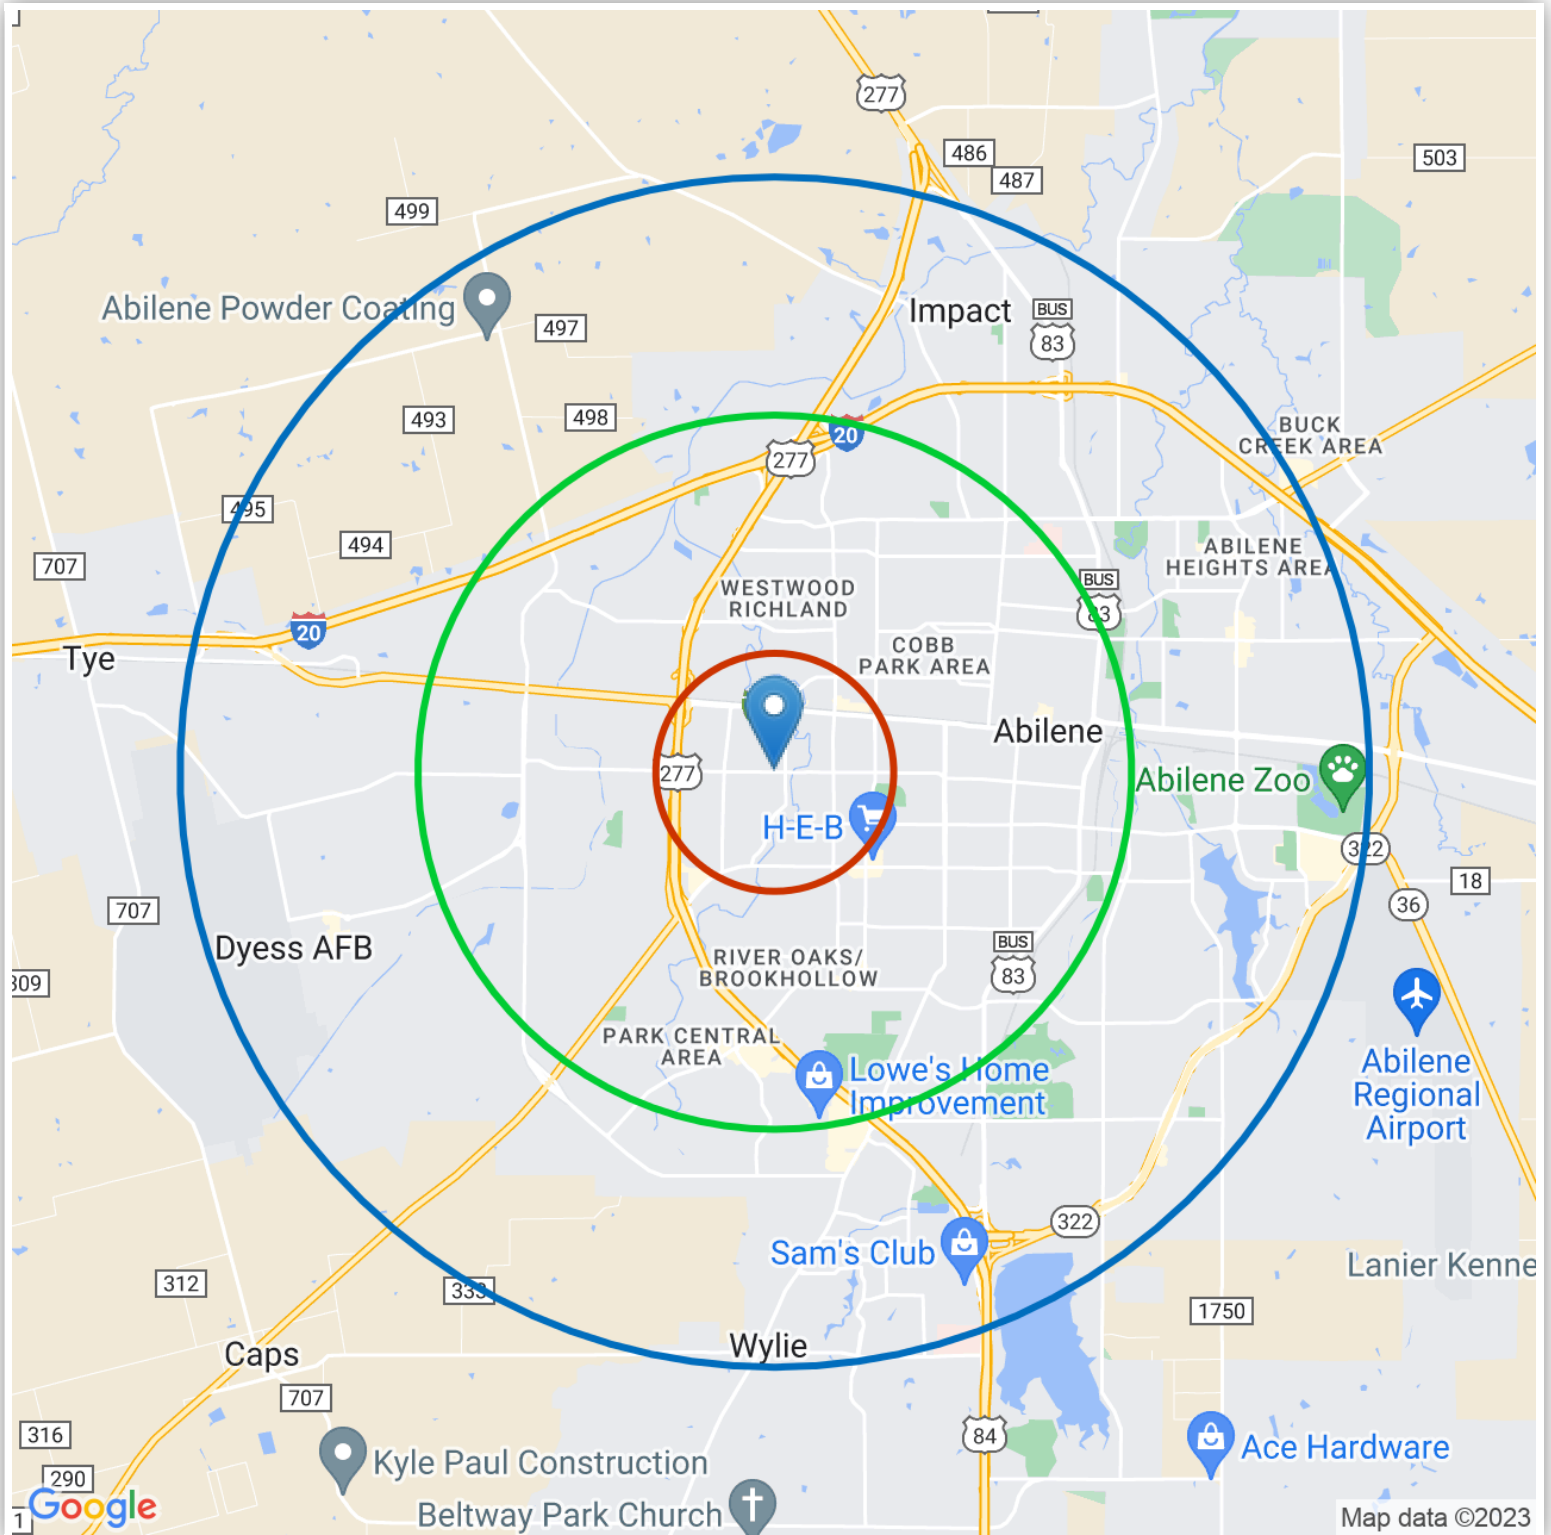 277
486
487
503
499
Abilene Powder Coating
497
Impact
BUS
83
493
498
20
277
BUCK
CREEK AREA
495
494
707
ABILENE
HEIGHTS AREA
BUS
83
WESTWOOD
RICHLAND
20
Tye
COBB
PARK AREA
Abilene
277
Abilene Zoo
H-E-B
322
18
36
707
Dyess AFB
BUS
83
RIVER OAKS/
BROOKHOLLOW
309
PARK CENTRAL
AREA
Lowe's Home
Improvement
Abilene
Regional
Airport
322
Sam's Club
Lanier Kenne
312
333
1750
Wylie
Caps
707
316
84
Ace Hardware
Kyle Paul Construction
290
Google
Beltway Park Church
1
Map data ©2023